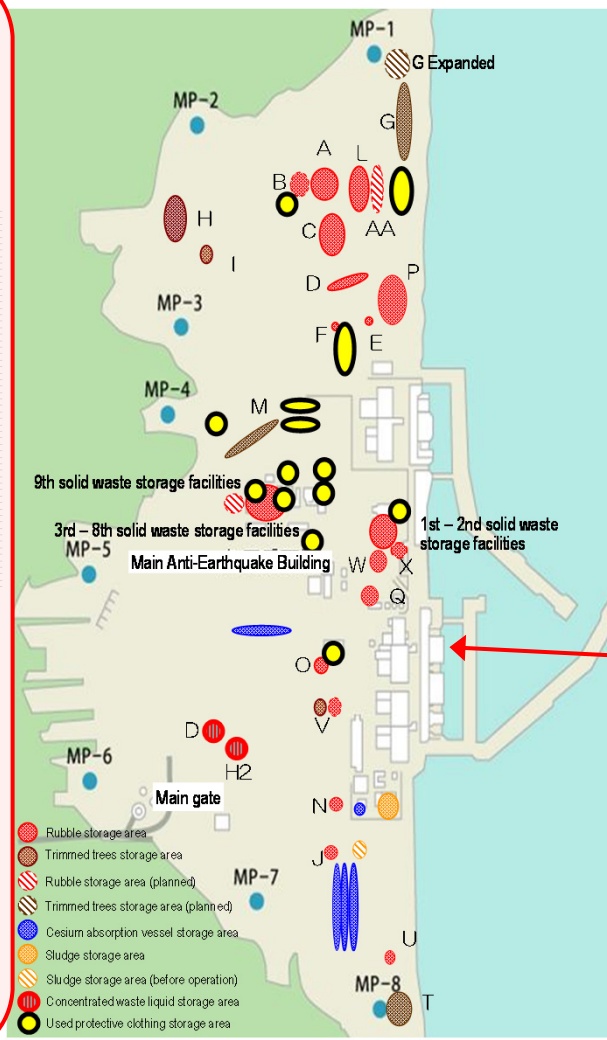 MP-1
G Expanded
MP-2
G
A
L
B
H
C
AA
I
D
P
MP-3
F
E
MP-4
M
9th solid waste storage facilities
3rd – 8th solid waste storage facilities
1st – 2nd solid waste
storage facilities
MP-5
Main Anti-Earthquake Building
W
X
Q
O
V
D
H2
MP-6
Main gate
N
J
MP-7
U
MP-8
T
Rubble storage area
Trimmed trees storage area
Rubble storage area (planned)
Trimmed trees storage area (planned)
Cesium absorption vessel storage area
Sludge storage area
Sludge storage area (before operation)
Concentrated waste liquid storage area
Used protective clothing storage area